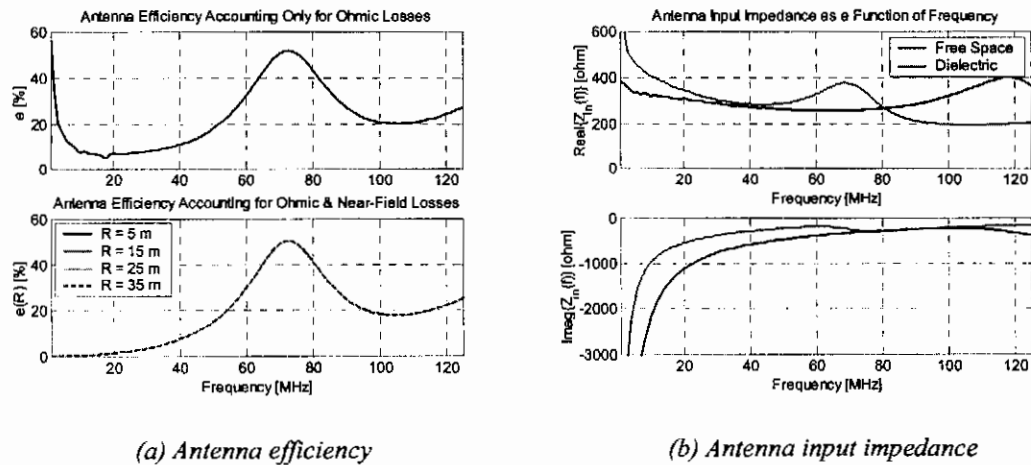 Antenna Efficiency Accounting Only for Ohmic Losses
60
40
20
0
e [%]
20 40 60 80 100 120
Antenna Efficiency Accounting for Ohmic & Near-Field Losses
60
40
20
0
e(R) [%]
R = 5 m
R = 15 m
R = 25 m
R = 35 m
20 40 60 80 100 120
Frequency [MHz]
(a) Antenna efficiency
Antenna Input Impedance as e Function of Frequency
600
400
200
0
Real{Z_in(f)} [ohm]
Free Space
Dielectric
20 40 60 80 100 120
Frequency [MHz]
0
-1000
-2000
-3000
Imag{Z_in(f)} [ohm]
20 40 60 80 100 120
Frequency [MHz]
(b) Antenna input impedance